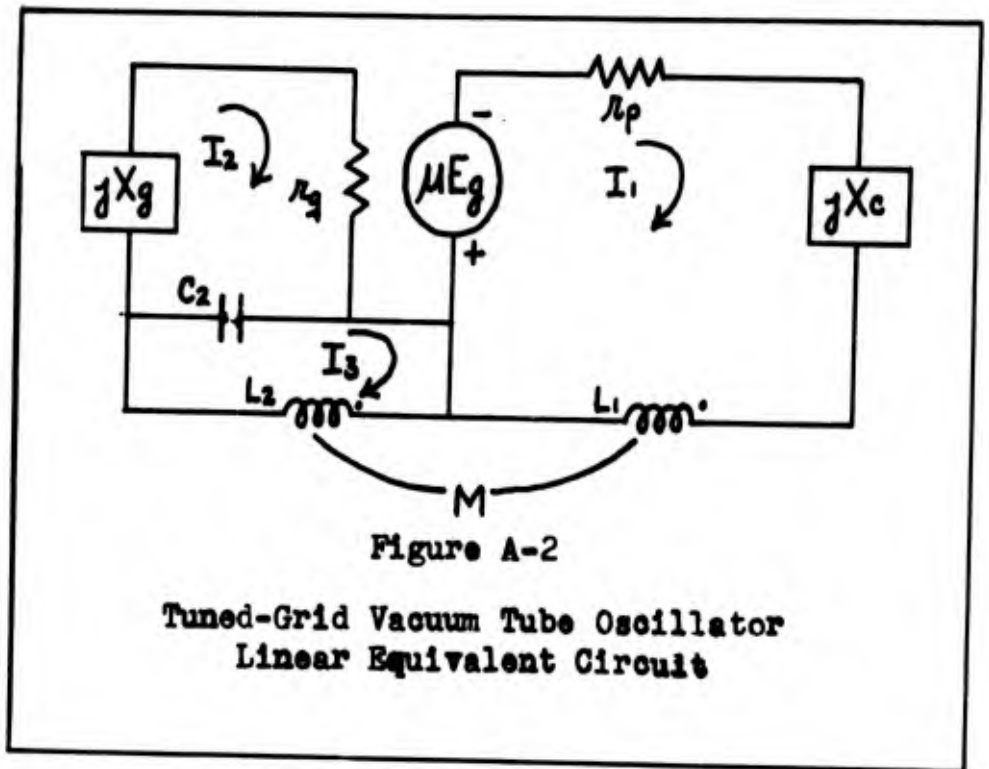 -
rp
I2
jXg
rg
μEg
I1
jXc
+
C2
I3
L2
L1
M
Figure A-2
Tuned-Grid Vacuum Tube Oscillator
Linear Equivalent Circuit